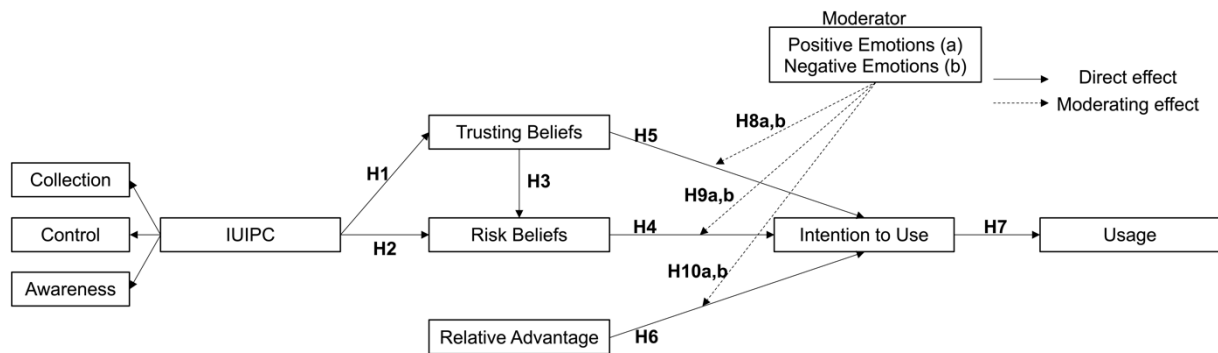 Moderator
Positive Emotions (a)
Negative Emotions (b)
Direct effect
Moderating effect
H8a,b
Trusting Beliefs
H5
Collection
H1
H3
H9a,b
Control
IUIPC
H2
Risk Beliefs
H4
Intention to Use
H7
Usage
Awareness
H10a,b
Relative Advantage
H6